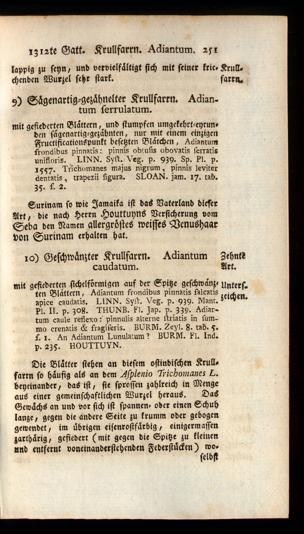 1312te Gatt. Krullfarrn. Adiantum. 251
lappig zu seyn, und vervielfältigt sich mit seiner krie-
chenden Wurzel sehr stark.
Krull-
farrn.
9) Sägenartig-gezähnelter Krullfarrn. Adian-
tum serrulatum.
mit gefiederten Blättern, und stumpfen umgekehrt-eyrun-
den sägenartig-gezähnten, nur mit einem einzigen
Fructificationspunkt besetzten Blätchen, Adiantum
frondibus pinnatis: pinnis obtusis obovatis serratis
unifloris. LINN. Syst. Veg. p. 939. Sp. Pl. p.
1557. Trichomanes majus nigrum, pinnis leviter
dentatis, trapezii figura. SLOAN. jam. 17. tab.
35. f. 2.
Surinam so wie Jamaika ist das Vaterland dieser
Art, die nach Herrn Houttuyns Versicherung vom
Seba den Namen allergröstes weisses Venushaar
von Surinam erhalten hat.
10) Geschwänzter Krullfarrn. Adiantum
caudatum.
Zehnte
Art.
mit gefiederten sichelförmigen auf der Spitze geschwänz-
ten Blättern, Adiantum frondibus pinnatis falcatis
apice caudatis. LINN. Syst. Veg. p. 939. Mant.
Pl. II. p. 308. THUNB. Fl. Jap. p. 339. Adian-
tum caule reflexo: pinnulis alterne striatis in sum-
mo crenatis & fragiferis. BURM. Zeyl. 8. tab. 5.
f. 1. An Adiantum Lunulatum? BURM. Fl. Ind.
p. 235. HOUTTUYN.
Unters.
zeichen.
Die Blätter stehen an diesem ostindischen Krull-
farrn so häufig als an dem Asplenio Trichomanes L.
beyeinander, das ist, sie sprossen zahlreich in Menge
aus einer gemeinschaftlichen Wurzel heraus. Das
Gewächs an und vor sich ist spannen- oder einen Schuh
lange, gegen die andere Seite zu krumm oder gebogen
gewendet, im übrigen eisenrostfärbig, einigermassen
zarthärig, gefiedert (mit gegen die Spitze zu kleinen
und entfernt voneinanderstehenden Federstücken) wo-
selbst